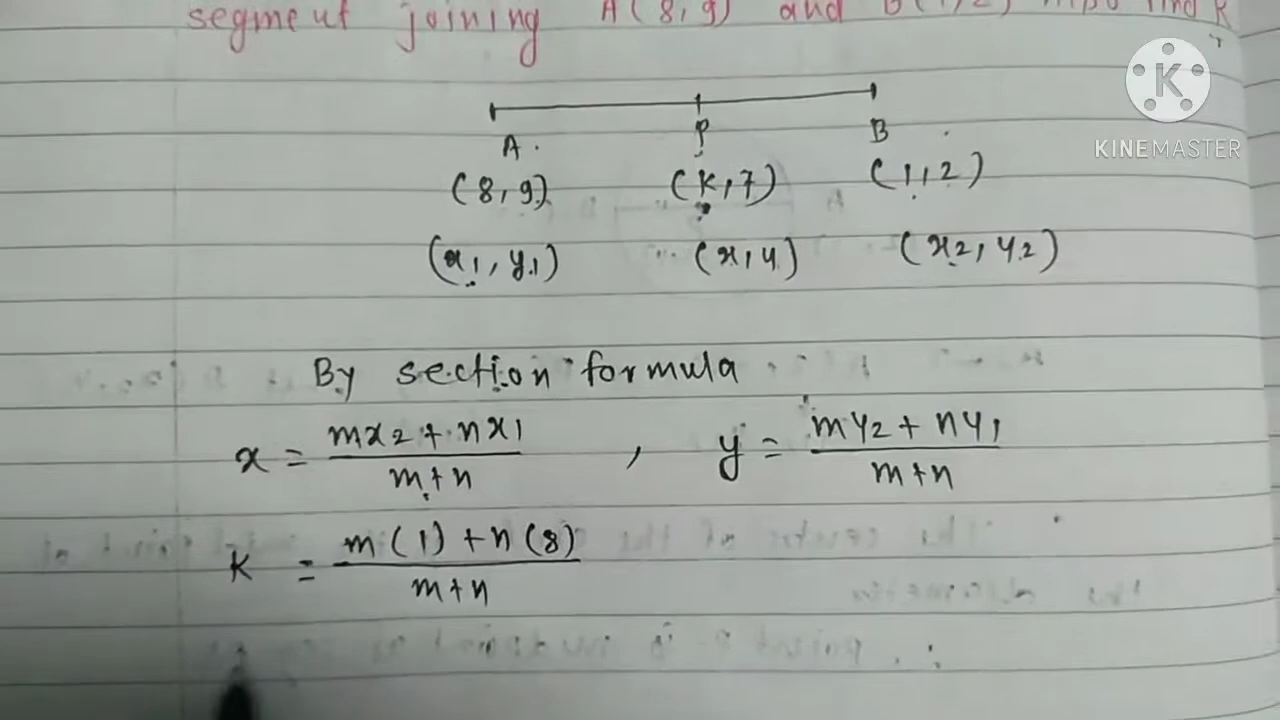 segment joining A(8,9) and
K
KINEMASTER
A. P B
(8,9) (K,7) (1,2)
(x1, y1) (x,y) (x2, y2)
By section formula
x = mx2 + nx1 / m+n , y = my2 + ny1 / m+n
K = m(1) + n(8) / m+n